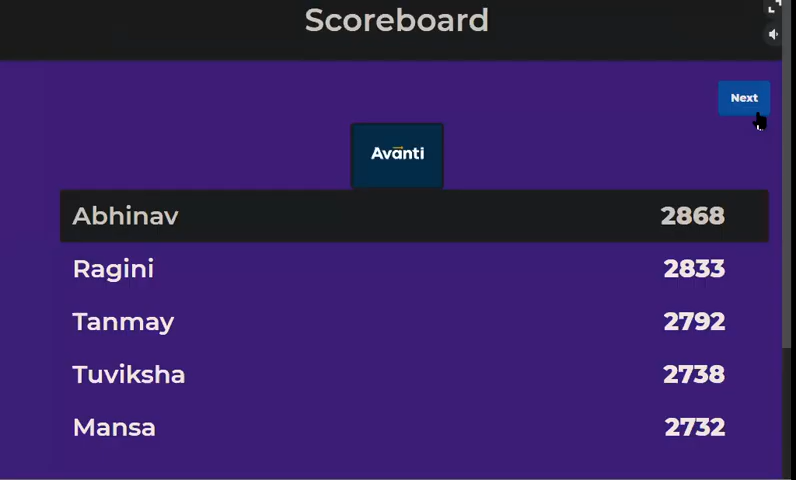 Scoreboard
Next
Avanti
Abhinav 2868
Ragini 2833
Tanmay 2792
Tuviksha 2738
Mansa 2732